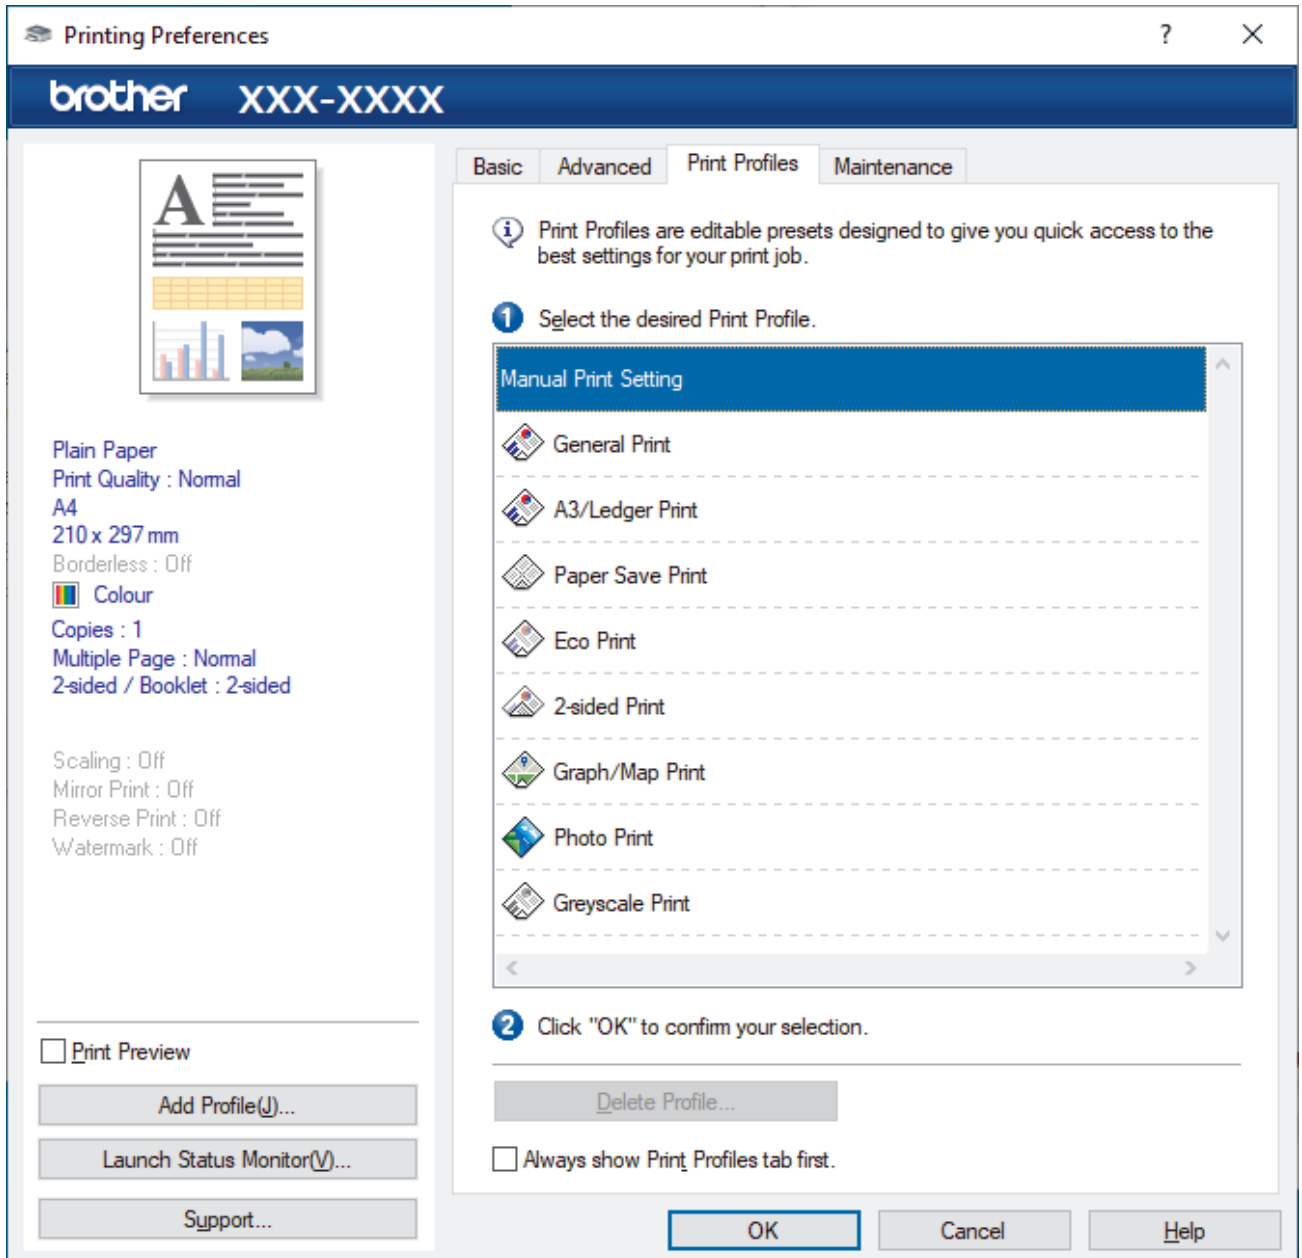 Printing Preferences
?
brother XXX-XXXX
A
Plain Paper
Print Quality : Normal
A4
210 x 297 mm
Borderless : Off
Colour
Copies : 1
Multiple Page : Normal
2-sided / Booklet : 2-sided
Scaling : Off
Mirror Print : Off
Reverse Print : Off
Watermark : Off
Print Preview
Add Profile(J)...
Launch Status Monitor(V)...
Support...
Basic Advanced Print Profiles Maintenance
i
Print Profiles are editable presets designed to give you quick access to the
best settings for your print job.
1 Select the desired Print Profile.
Manual Print Setting
General Print
A3/Ledger Print
Paper Save Print
Eco Print
2-sided Print
Graph/Map Print
Photo Print
Greyscale Print
2 Click "OK" to confirm your selection.
Delete Profile...
Always show Print Profiles tab first.
OK Cancel Help